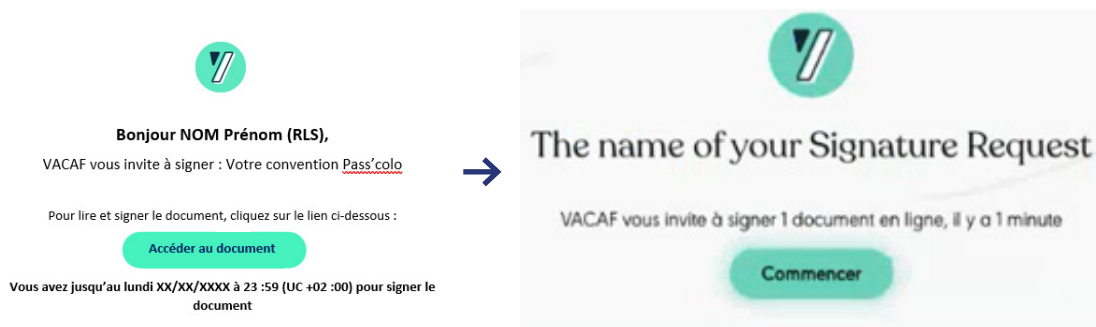 Bonjour NOM Prénom (RLS),
VACAF vous invite à signer : Votre convention Pass’colo
Pour lire et signer le document, cliquez sur le lien ci-dessous :
Accéder au document
Vous avez jusqu’au lundi XX/XX/XXXX à 23 :59 (UC +02 :00) pour signer le
document
The name of your Signature Request
VACAF vous invite à signer 1 document en ligne, il y a 1 minute
Commencer